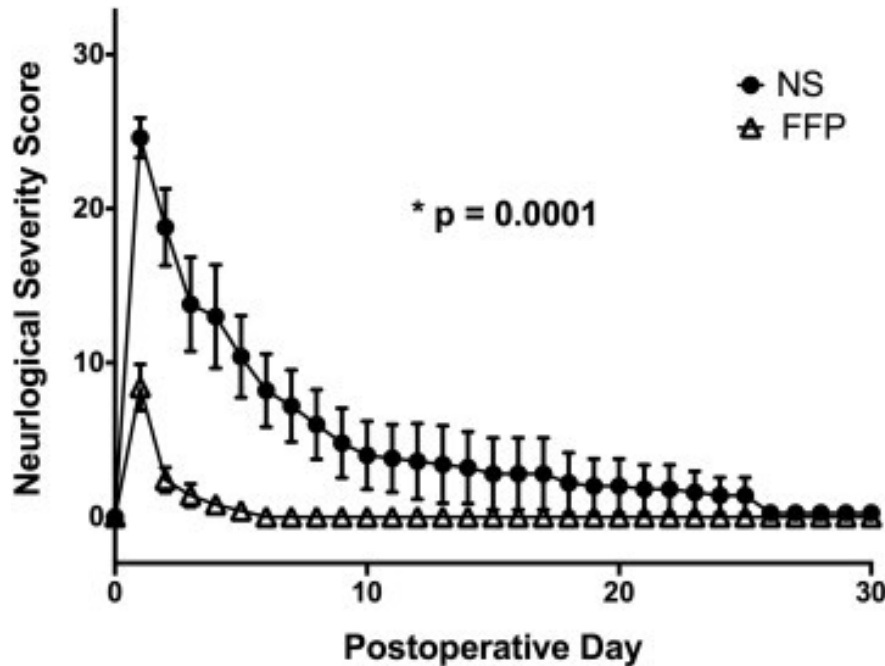 30
NS
FFP
20
* p = 0.0001
10
0
0
10
20
30
Neurlogical Severity Score
Postoperative Day